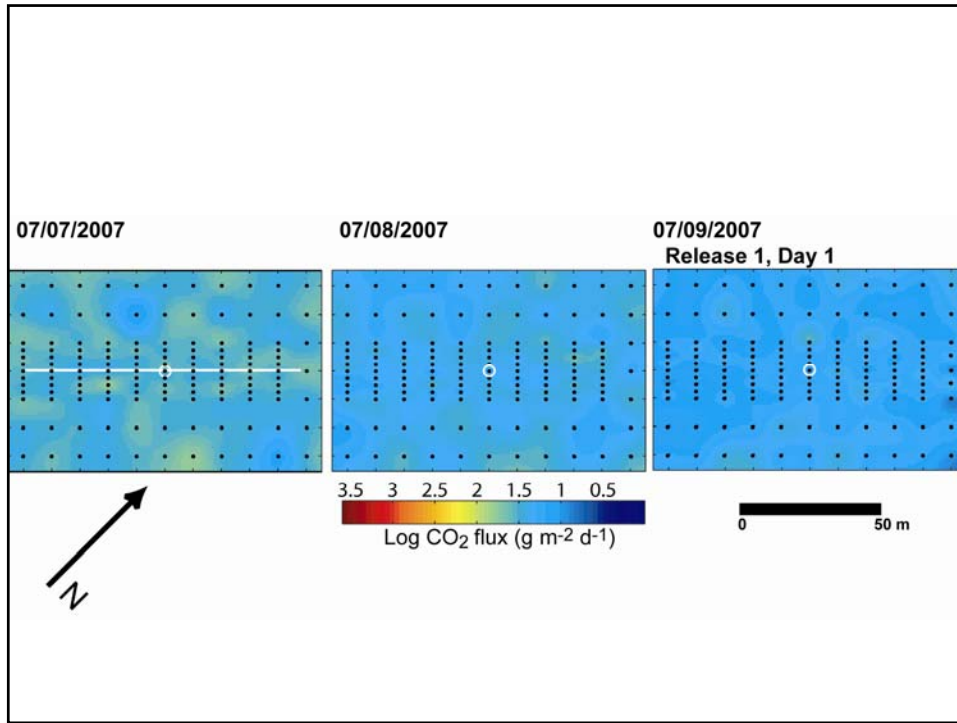 07/07/2007
07/08/2007
07/09/2007
Release 1, Day 1
3.5 3 2.5 2 1.5 1 0.5
Log CO₂ flux (g m⁻² d⁻¹)
0 50 m
N